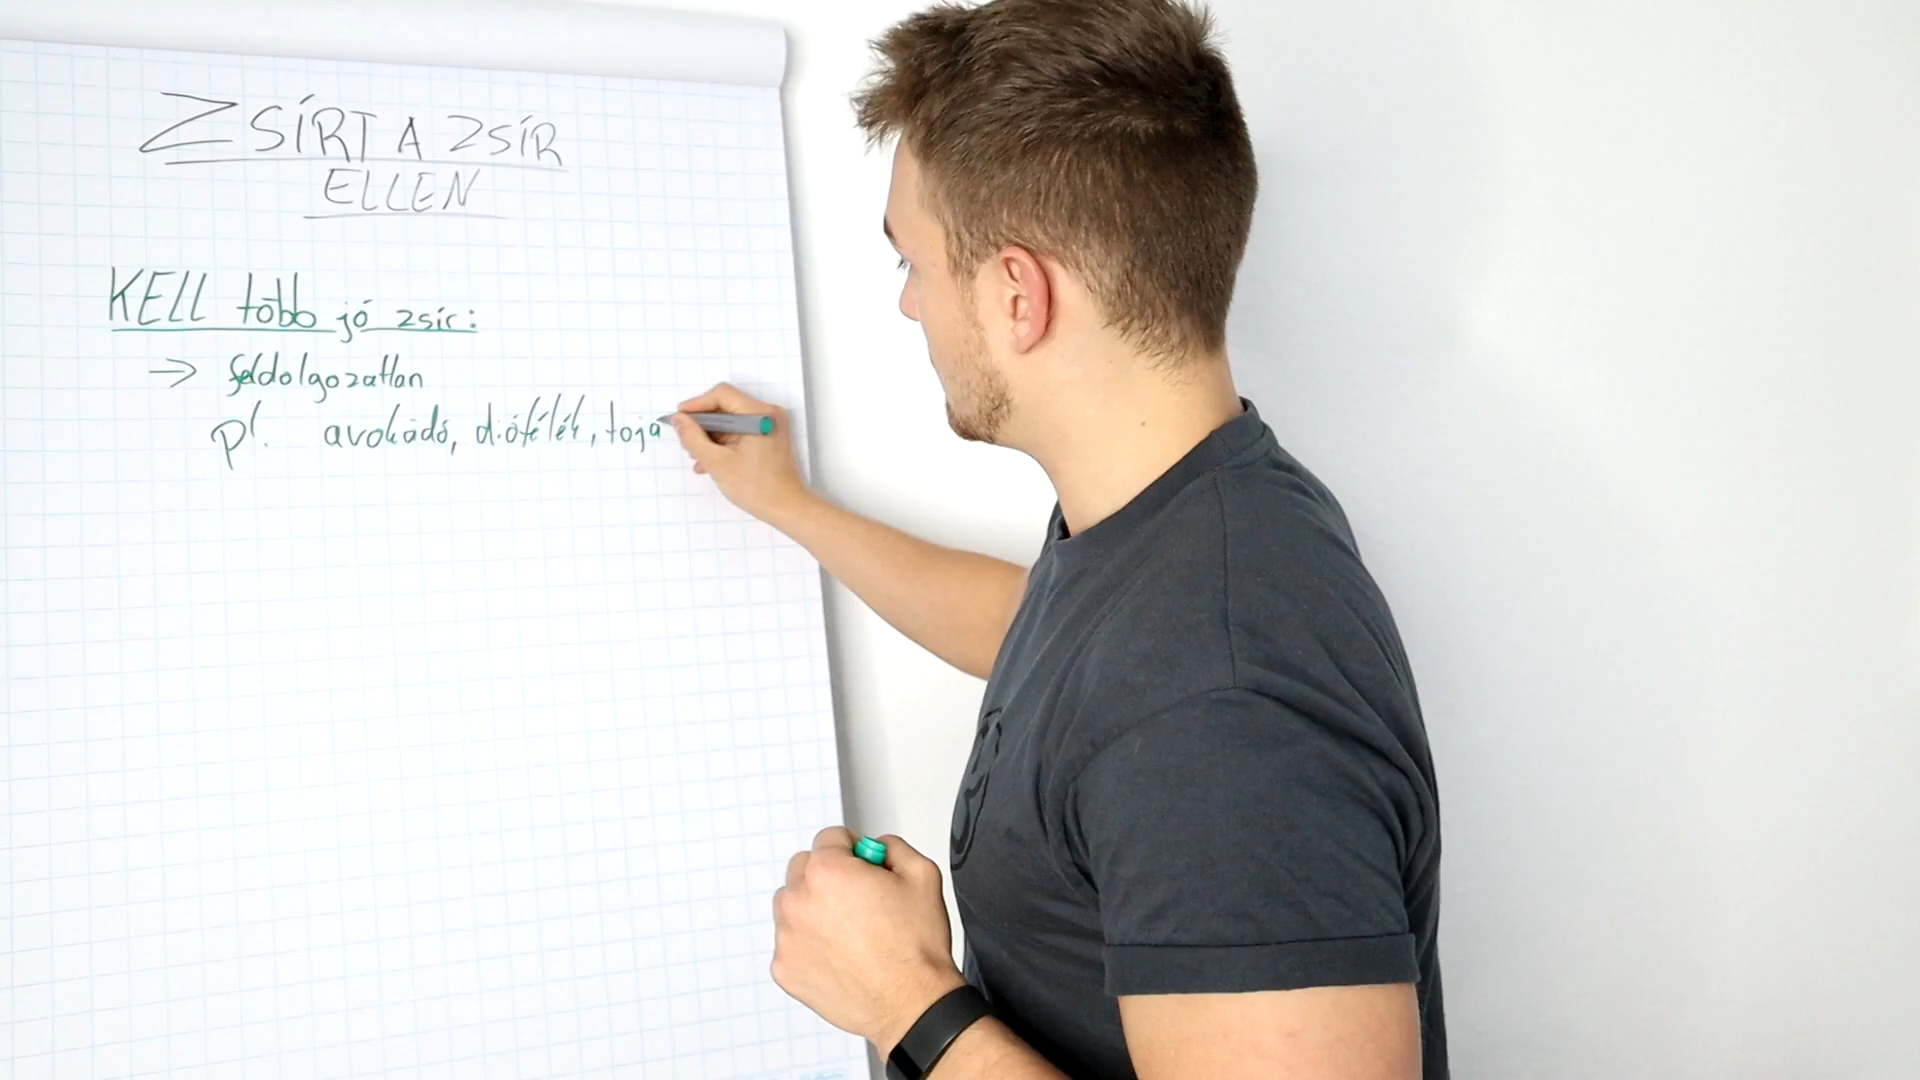 ZSÍRT A ZSÍR
ELLEN
KELL több jó zsír:
→ feldolgozatlan
pl. avokádó, diófélék, toja